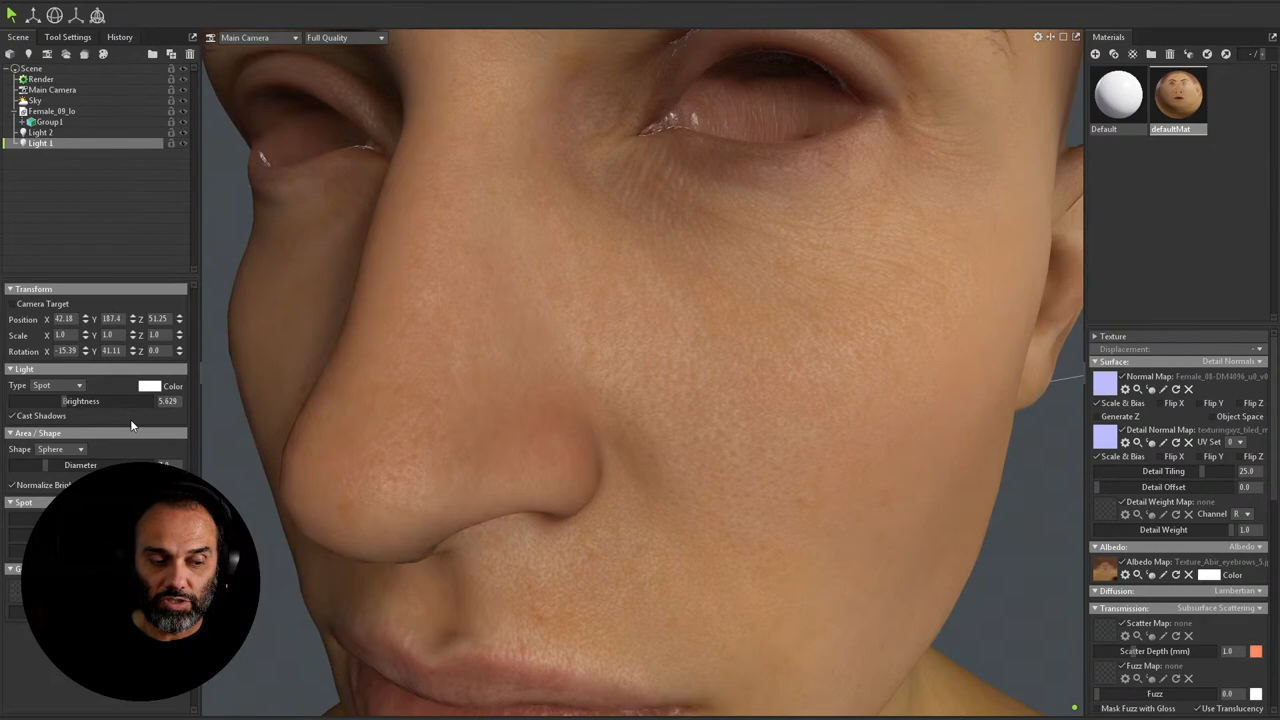 Scene Tool Settings History
Main Camera Full Quality
Materials
- / -
Scene
Render
Main Camera
Sky
Female_09_lo
Group1
Light 2
Light 1
Default defaultMat
Transform
Camera Target
Position X 42.18 Y 187.4 Z 51.25
Scale X 1.0 Y 1.0 Z 1.0
Rotation X -15.39 Y 41.11 Z 0.0
Light
Type Spot Color
Brightness 5.629
Cast Shadows
Area / Shape
Shape Sphere
Diameter
Normalize Bri
Spot
Texture
Displacement:
Surface: Detail Normals
Normal Map: Female_08-DM4096_u0_v0
Scale & Bias Flip X Flip Y Flip Z
Generate Z Object Space
Detail Normal Map: texturingxyz_tiled_m
UV Set 0
Scale & Bias Flip X Flip Y Flip Z
Detail Tiling 25.0
Detail Offset 0.0
Detail Weight Map: none
Channel R
Detail Weight 1.0
Albedo: Albedo
Albedo Map: Texture_Abir_eyebrows_5.j
Color
Diffusion: Lambertian
Transmission: Subsurface Scattering
Scatter Map: none
Scatter Depth (mm) 1.0
Fuzz Map: none
Fuzz 0.0
Mask Fuzz with Gloss Use Translucency